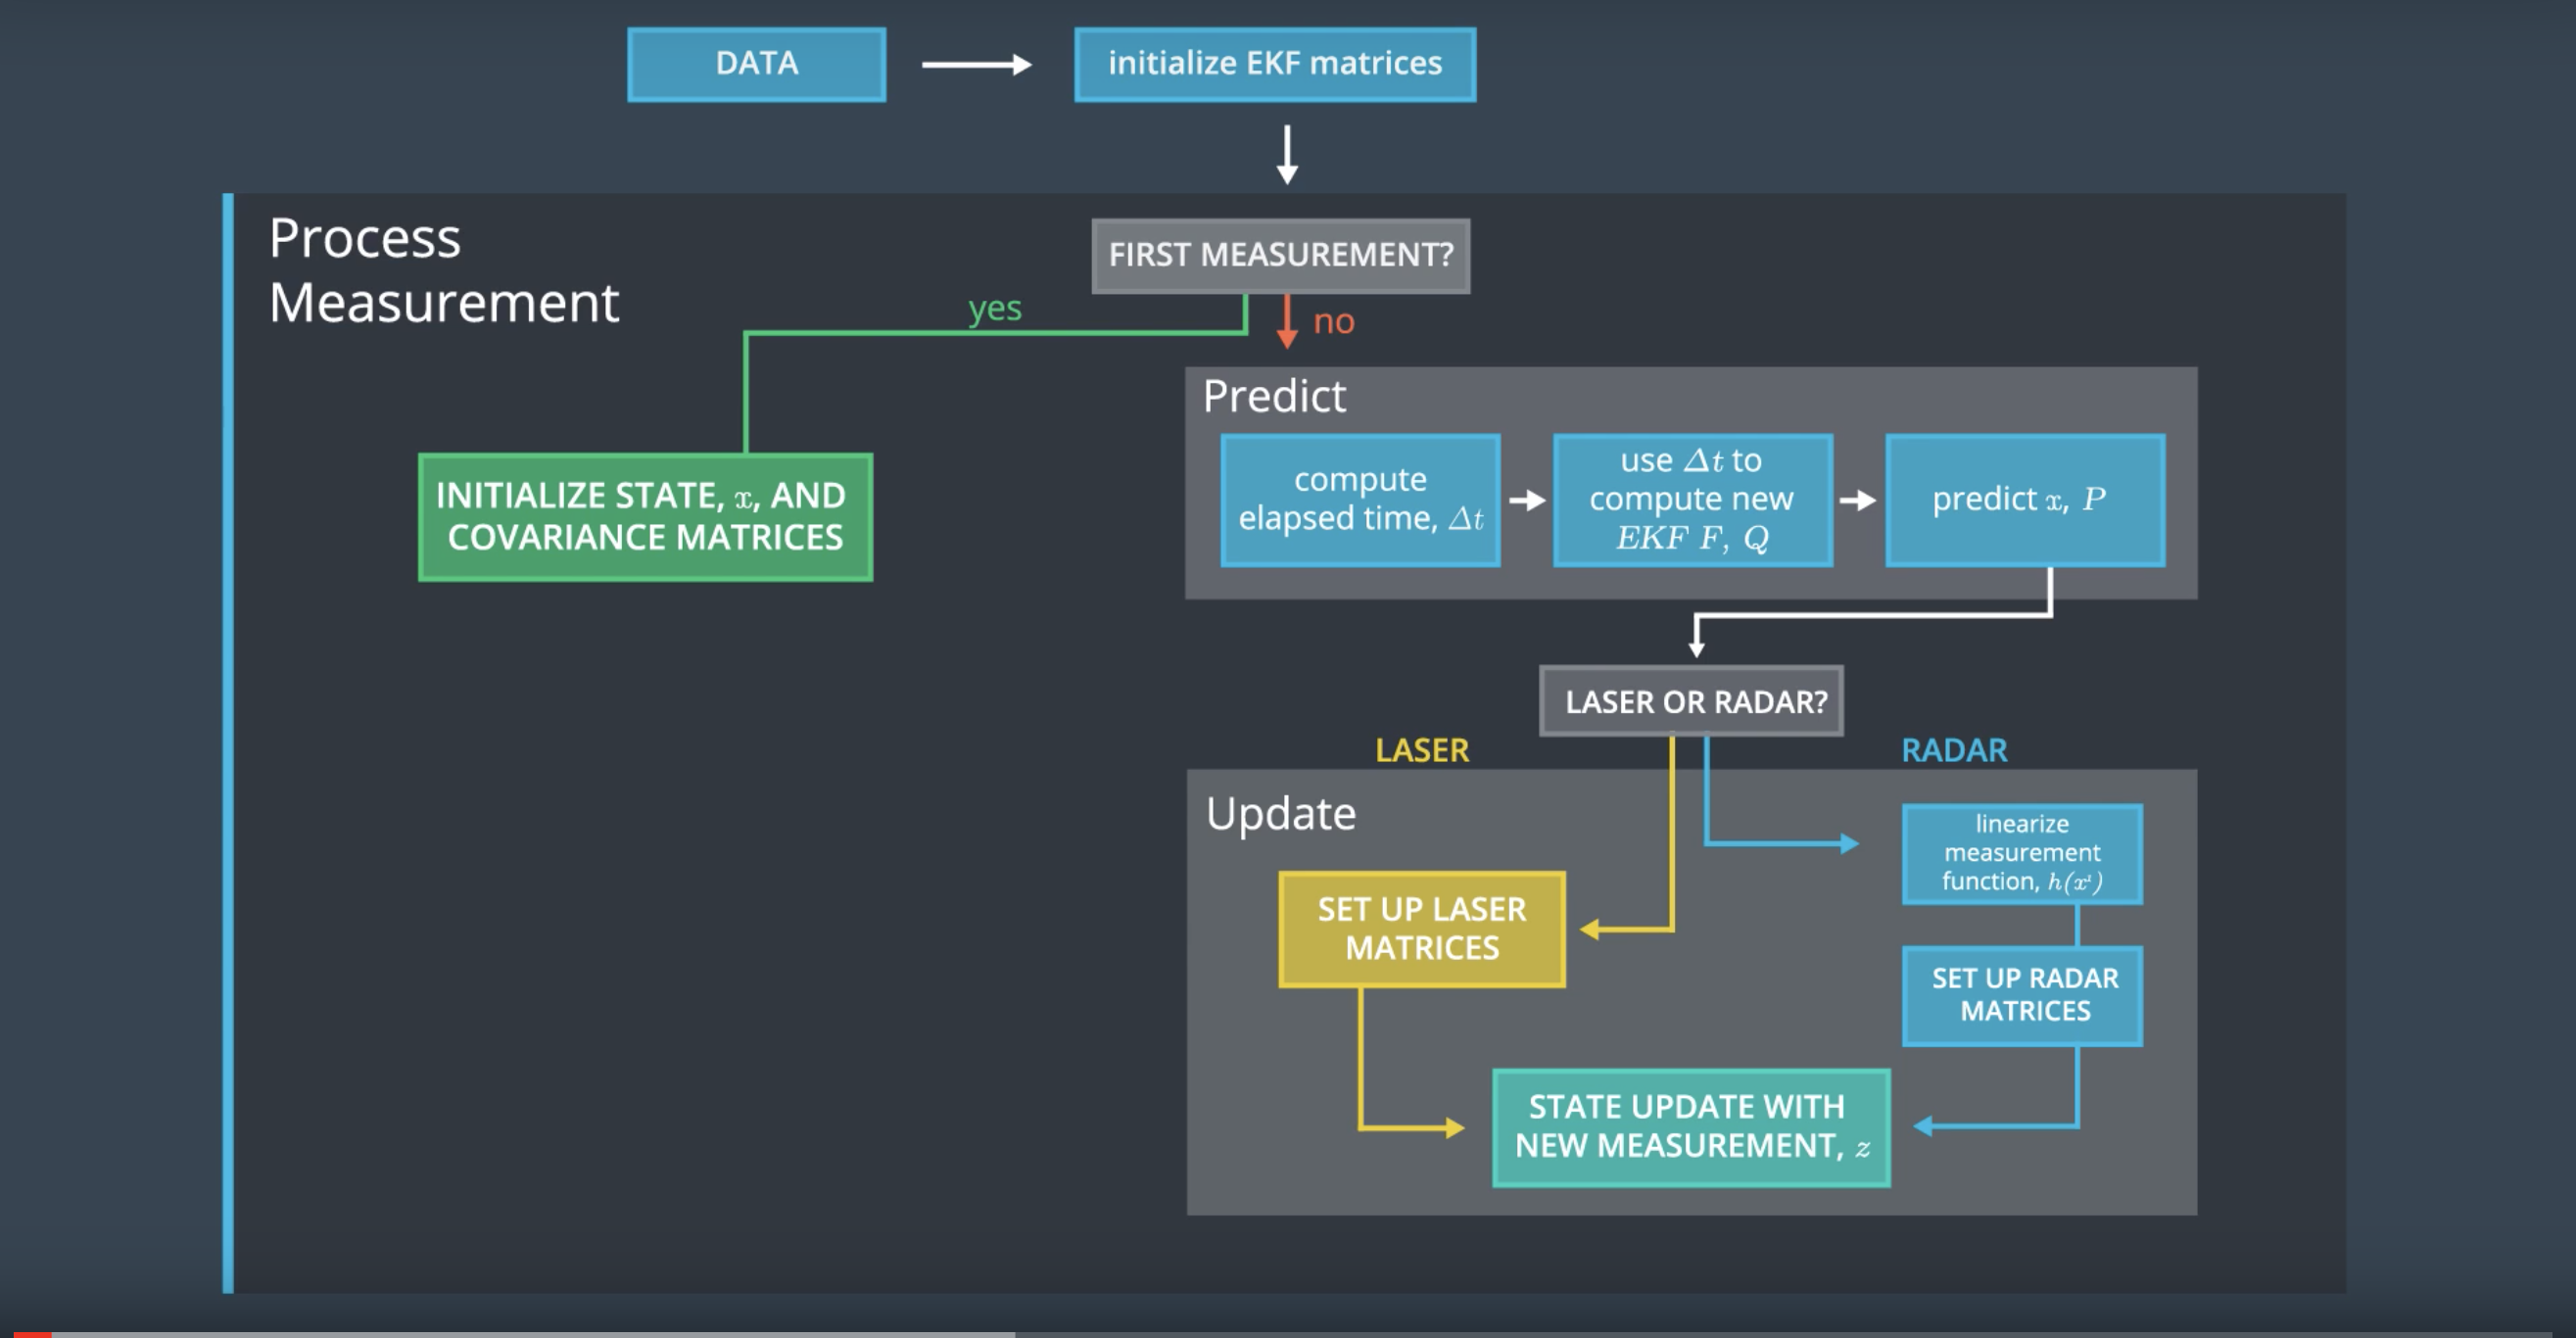 DATA
initialize EKF matrices
Process
Measurement
FIRST MEASUREMENT?
yes
no
INITIALIZE STATE, x, AND
COVARIANCE MATRICES
Predict
compute
elapsed time, Δt
use Δt to
compute new
EKF F, Q
predict x, P
LASER OR RADAR?
LASER
RADAR
Update
SET UP LASER
MATRICES
linearize
measurement
function, h(x')
SET UP RADAR
MATRICES
STATE UPDATE WITH
NEW MEASUREMENT, z